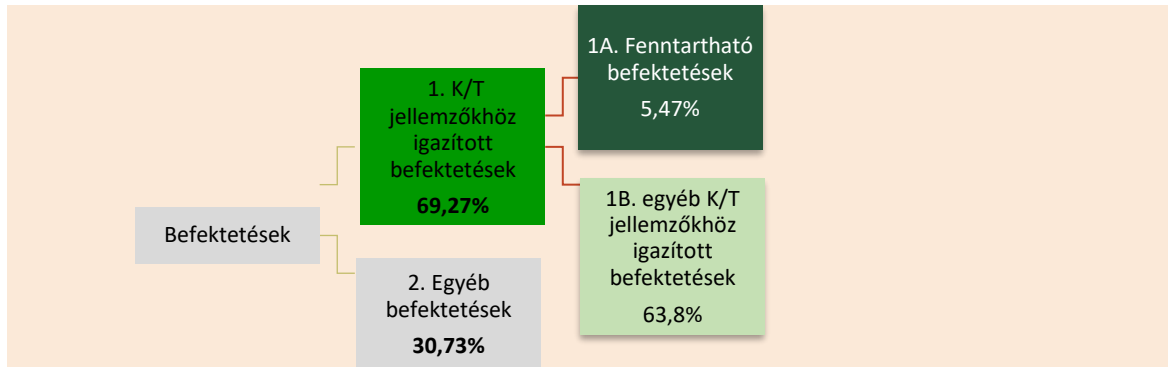 Befektetések
1. K/T
jellemzőkhöz
igazított
befektetések
69,27%
2. Egyéb
befektetések
30,73%
1A. Fenntartható
befektetések
5,47%
1B. egyéb K/T
jellemzőkhöz
igazított
befektetések
63,8%